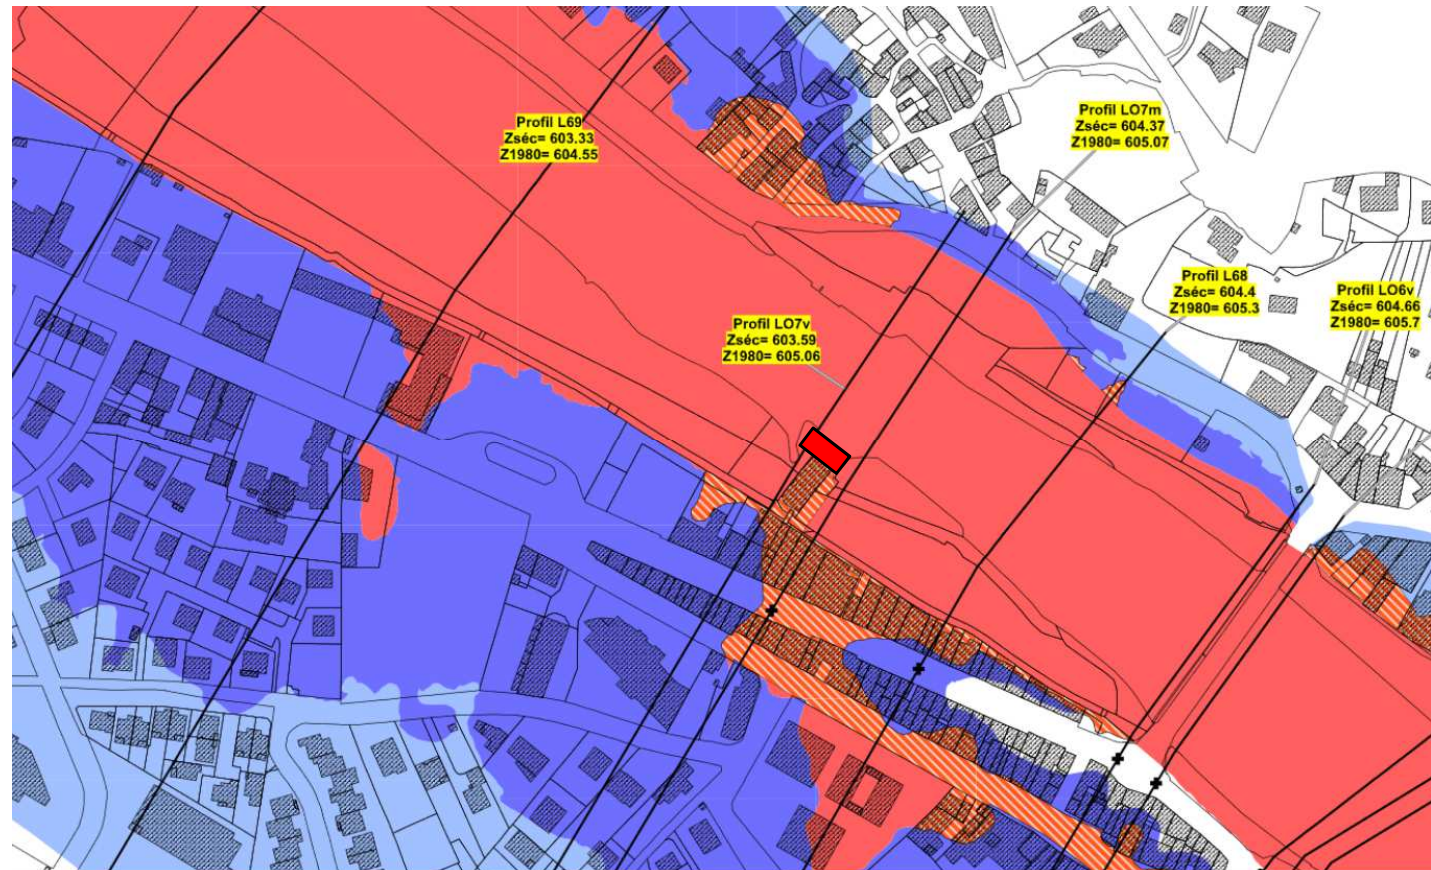 Profil L69
Zséc= 603.33
Z1980= 604.55
Profil LO7m
Zséc= 604.37
Z1980= 605.07
Profil L68
Zséc= 604.4
Z1980= 605.3
Profil LO6v
Zséc= 604.66
Z1980= 605.7
Profil LO7v
Zséc= 603.59
Z1980= 605.06